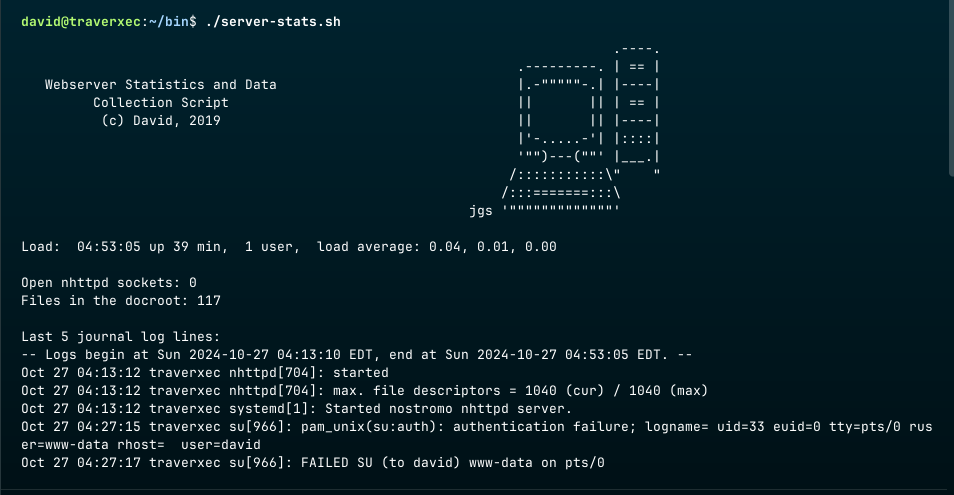 david@traverxec:~/bin$ ./server-stats.sh
                                                                          .----.
                                                              .---------. | == |
   Webserver Statistics and Data                              |.-"""""-.| |----|
         Collection Script                                    ||       || | == |
          (c) David, 2019                                     ||       || |----|
                                                              |'-.....-'| |::::|
                                                              '"")---(""' |___.|
                                                             /:::::::::::\"    "
                                                            /:::=======:::\
                                                        jgs '"""""""""""""'
Load:  04:53:05 up 39 min,  1 user,  load average: 0.04, 0.01, 0.00
Open nhttpd sockets: 0
Files in the docroot: 117
Last 5 journal log lines:
-- Logs begin at Sun 2024-10-27 04:13:10 EDT, end at Sun 2024-10-27 04:53:05 EDT. --
Oct 27 04:13:12 traverxec nhttpd[704]: started
Oct 27 04:13:12 traverxec nhttpd[704]: max. file descriptors = 1040 (cur) / 1040 (max)
Oct 27 04:13:12 traverxec systemd[1]: Started nostromo nhttpd server.
Oct 27 04:27:15 traverxec su[966]: pam_unix(su:auth): authentication failure; logname= uid=33 euid=0 tty=pts/0 rus
er=www-data rhost=  user=david
Oct 27 04:27:17 traverxec su[966]: FAILED SU (to david) www-data on pts/0